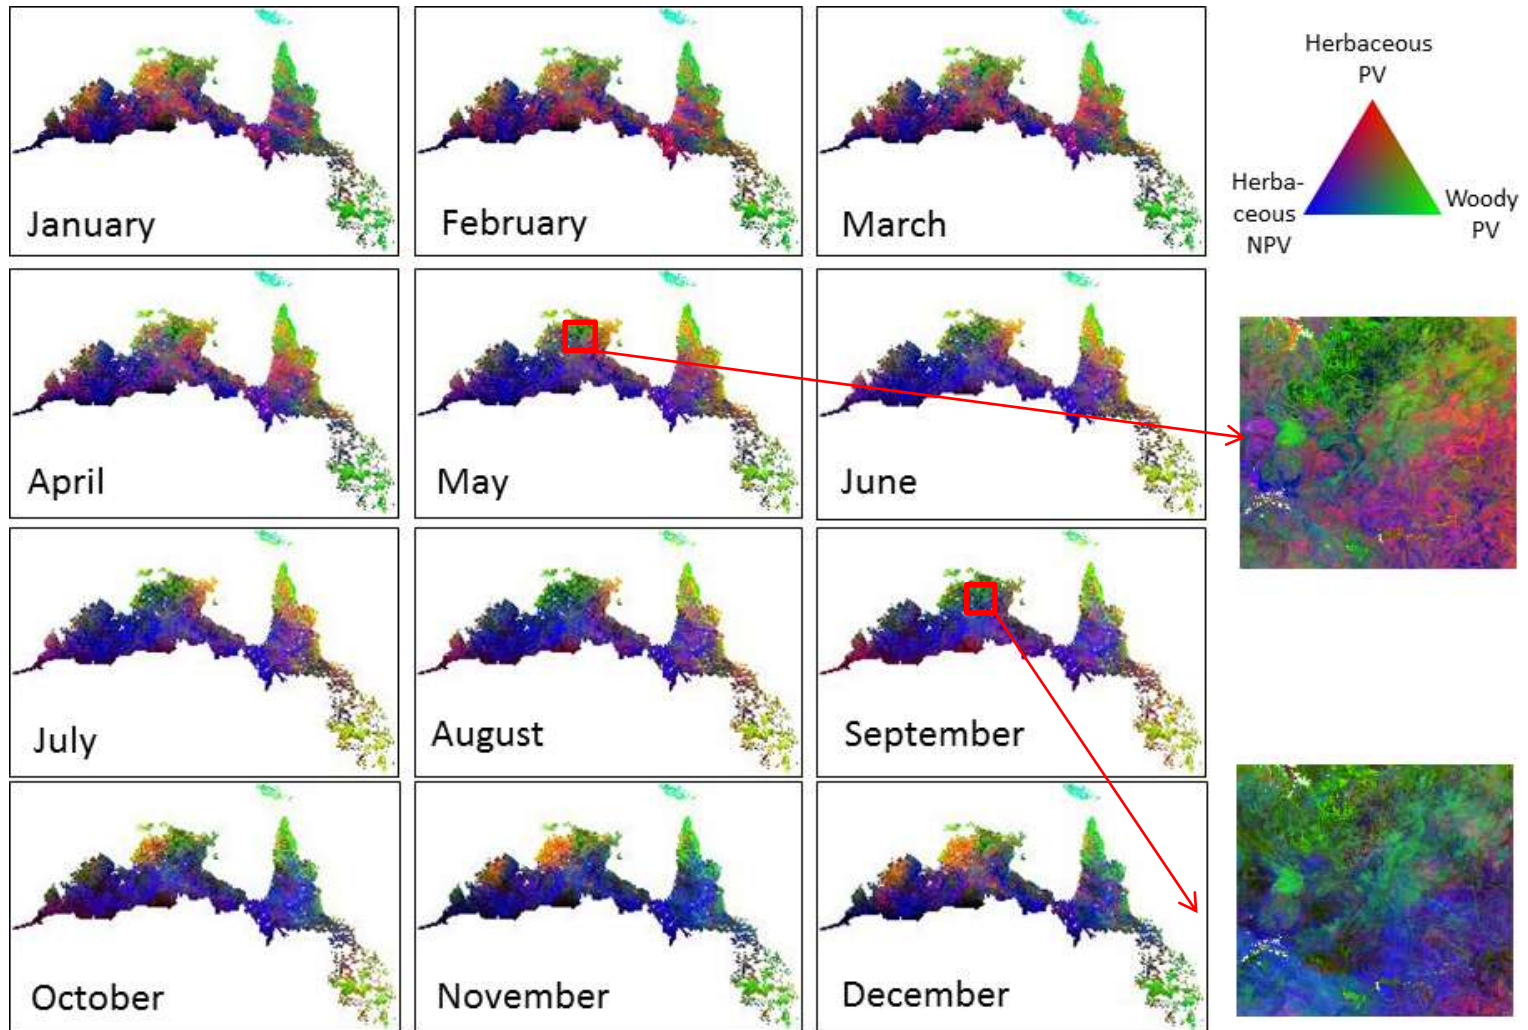 January
February
March
Herbaceous
PV
Herba-
ceous
NPV
Woody
PV
April
May
June
July
August
September
October
November
December